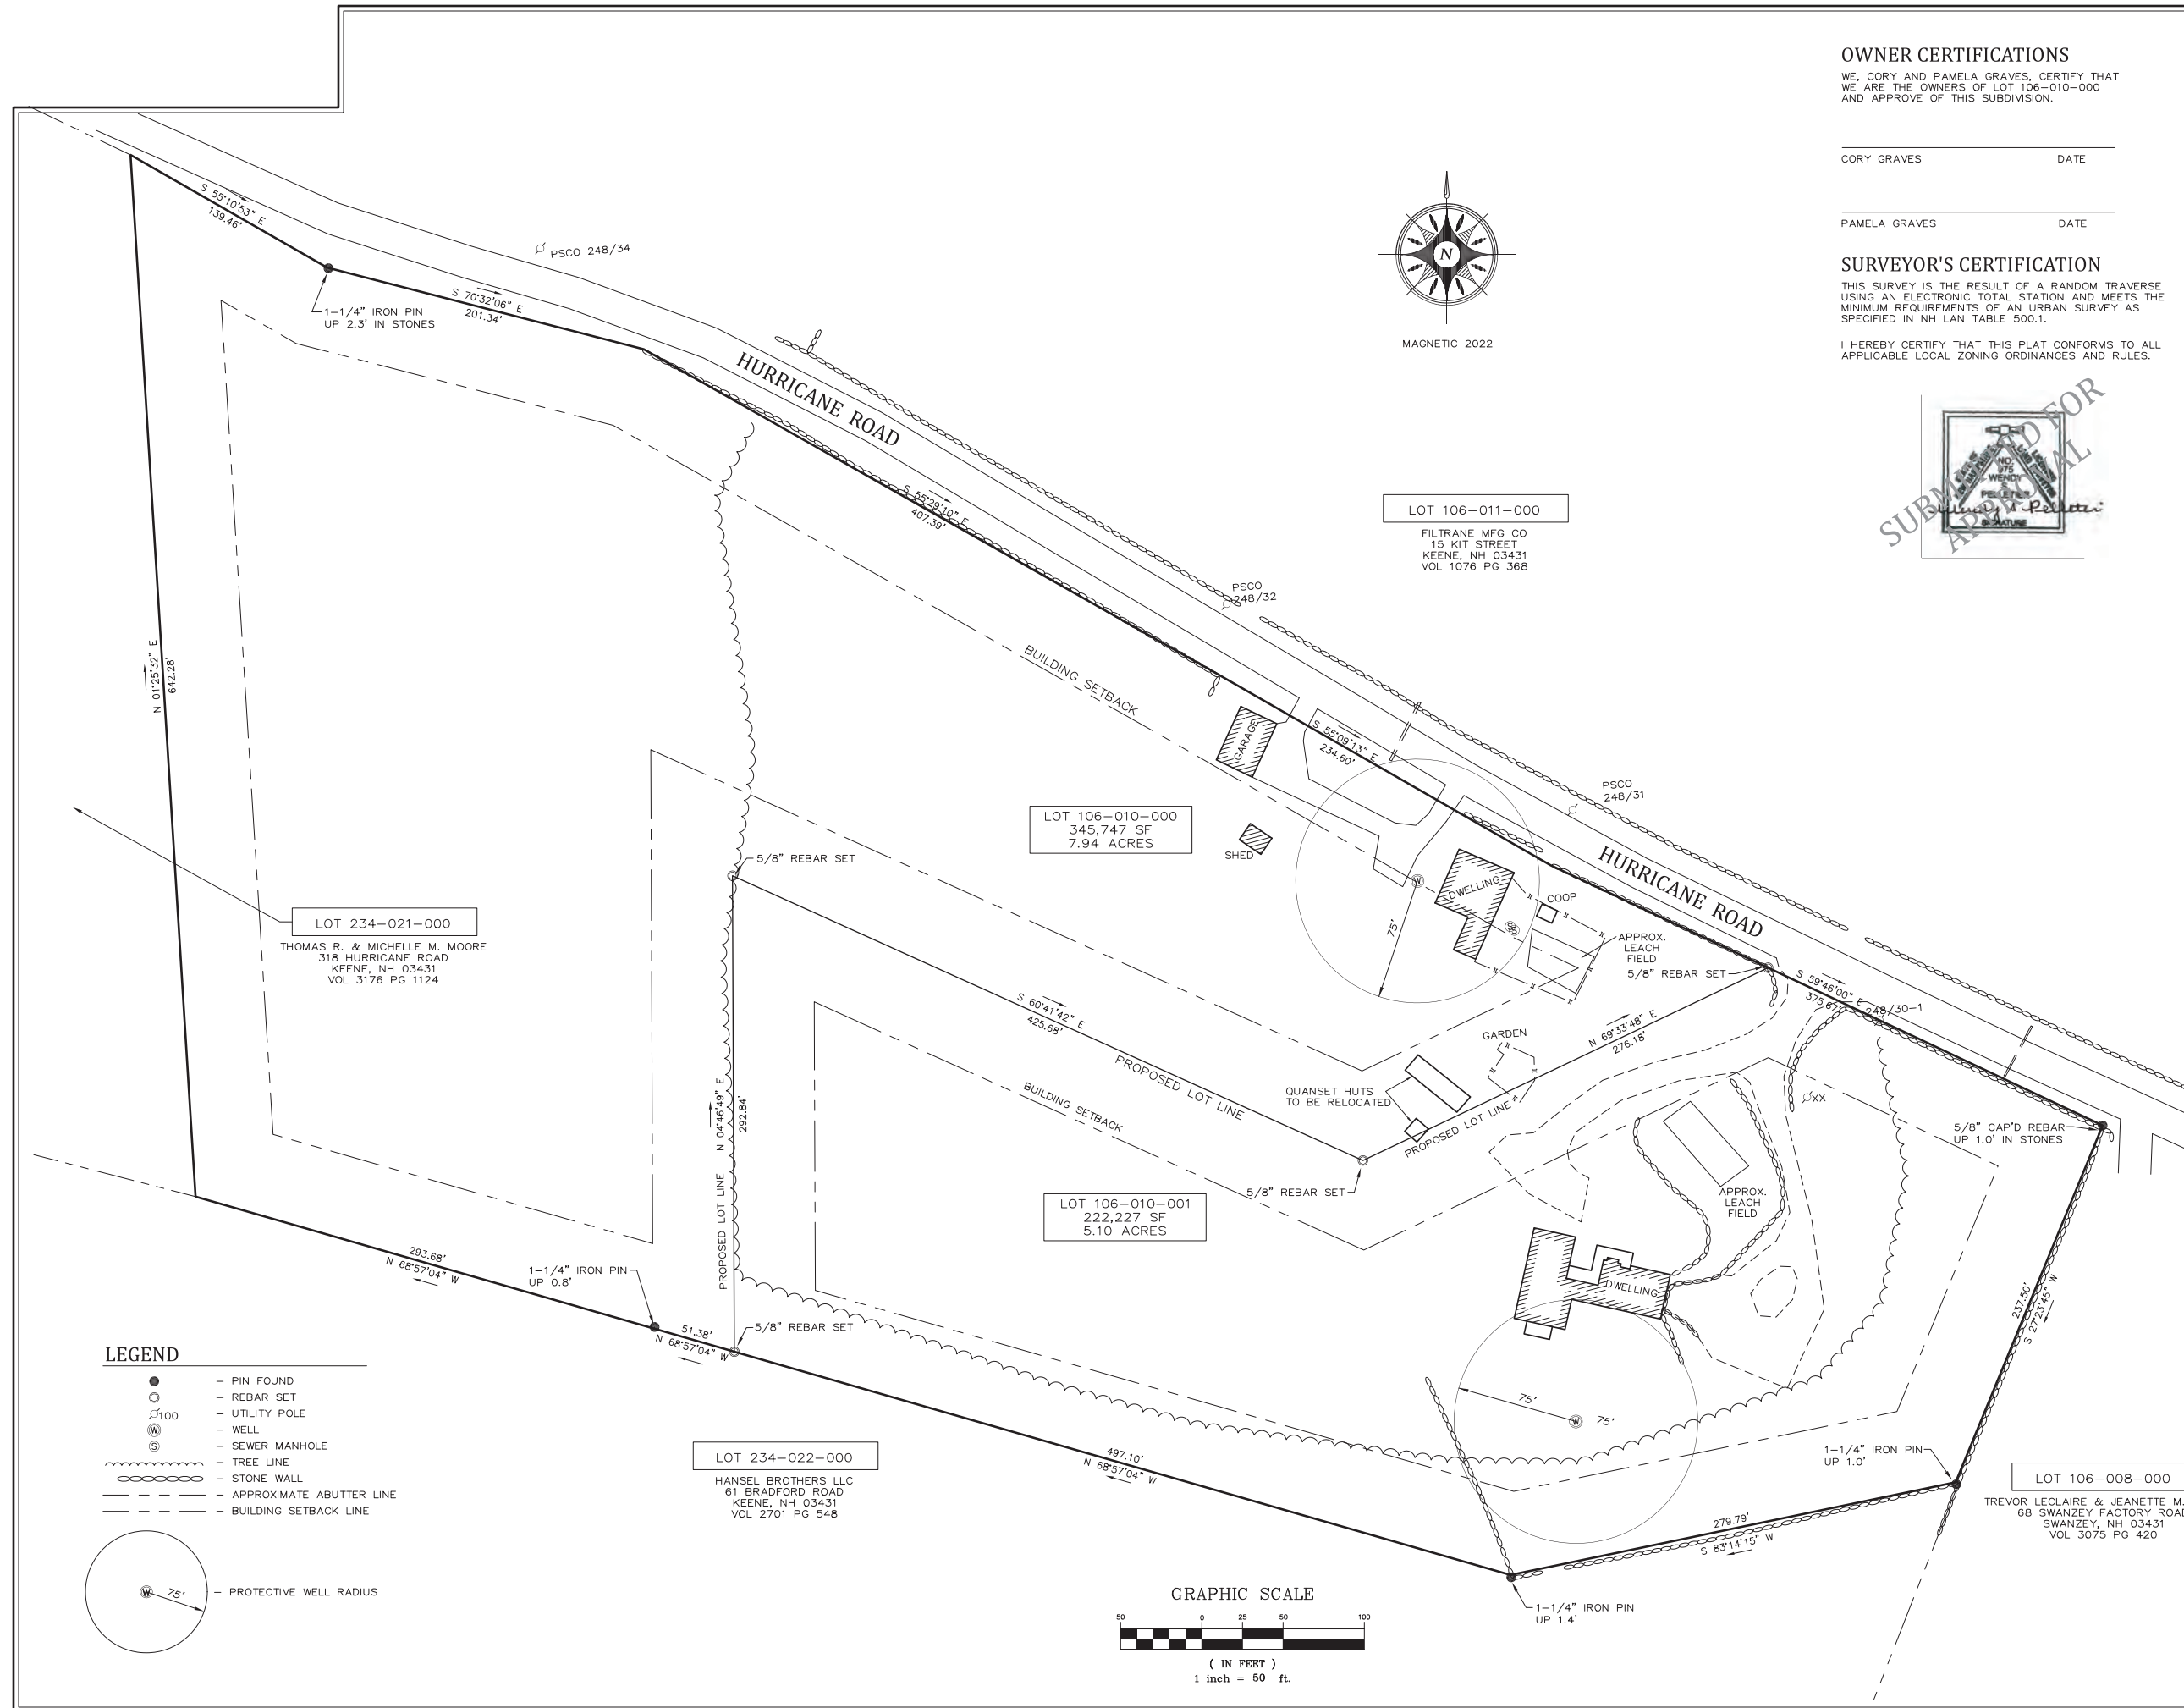 OWNER CERTIFICATIONS
WE, CORY AND PAMELA GRAVES, CERTIFY THAT
WE ARE THE OWNERS OF LOT 106-010-000
AND APPROVE OF THIS SUBDIVISION.
CORY GRAVES DATE
PAMELA GRAVES DATE
SURVEYOR'S CERTIFICATION
THIS SURVEY IS THE RESULT OF A RANDOM TRAVERSE
USING AN ELECTRONIC TOTAL STATION AND MEETS THE
MINIMUM REQUIREMENTS OF AN URBAN SURVEY AS
SPECIFIED IN NH LAN TABLE 500.1.
I HEREBY CERTIFY THAT THIS PLAT CONFORMS TO ALL
APPLICABLE LOCAL ZONING ORDINANCES AND RULES.
SUBMITTED FOR
APPROVAL
NO.
975
WENDY
S
PELLETIER
SIGNATURE
N
MAGNETIC 2022
S 55°10'53" E
139.46'
PSCO 248/34
1-1/4" IRON PIN
UP 2.3' IN STONES
S 70°32'06" E
201.34'
HURRICANE ROAD
S 55°29'10" E
407.39'
LOT 106-011-000
FILTRANE MFG CO
15 KIT STREET
KEENE, NH 03431
VOL 1076 PG 368
PSCO
248/32
N 01°25'32" E
642.28'
BUILDING SETBACK
GARAGE
S 55°09'13" E
234.60'
PSCO
248/31
LOT 106-010-000
345,747 SF
7.94 ACRES
SHED
HURRICANE ROAD
5/8" REBAR SET
W
DWELLING
COOP
S
75'
APPROX.
LEACH
FIELD
5/8" REBAR SET
S 59°46'00" E
375.67'
248/30-1
LOT 234-021-000
THOMAS R. & MICHELLE M. MOORE
318 HURRICANE ROAD
KEENE, NH 03431
VOL 3176 PG 1124
S 60°41'42" E
425.68'
PROPOSED LOT LINE
GARDEN
N 69°33'48" E
276.18'
QUANSET HUTS
TO BE RELOCATED
PROPOSED LOT LINE
BUILDING SETBACK
PROPOSED LOT LINE N 04°46'49" E
292.84'
XX
5/8" CAP'D REBAR
UP 1.0' IN STONES
5/8" REBAR SET
LOT 106-010-001
222,227 SF
5.10 ACRES
APPROX.
LEACH
FIELD
DWELLING
237.50'
S 27°23'45" W
293.68'
N 68°57'04" W
1-1/4" IRON PIN
UP 0.8'
51.38'
N 68°57'04" W
5/8" REBAR SET
75'
W
75'
497.10'
N 68°57'04" W
1-1/4" IRON PIN
UP 1.0'
LOT 106-008-000
TREVOR LECLAIRE & JEANETTE M.
68 SWANZEY FACTORY ROAD
SWANZEY, NH 03431
VOL 3075 PG 420
279.79'
S 83°14'15" W
1-1/4" IRON PIN
UP 1.4'
LOT 234-022-000
HANSEL BROTHERS LLC
61 BRADFORD ROAD
KEENE, NH 03431
VOL 2701 PG 548
LEGEND
- PIN FOUND
- REBAR SET
100 - UTILITY POLE
W - WELL
S - SEWER MANHOLE
- TREE LINE
- STONE WALL
- APPROXIMATE ABUTTER LINE
- BUILDING SETBACK LINE
W 75' - PROTECTIVE WELL RADIUS
GRAPHIC SCALE
50 0 25 50 100
( IN FEET )
1 inch = 50 ft.